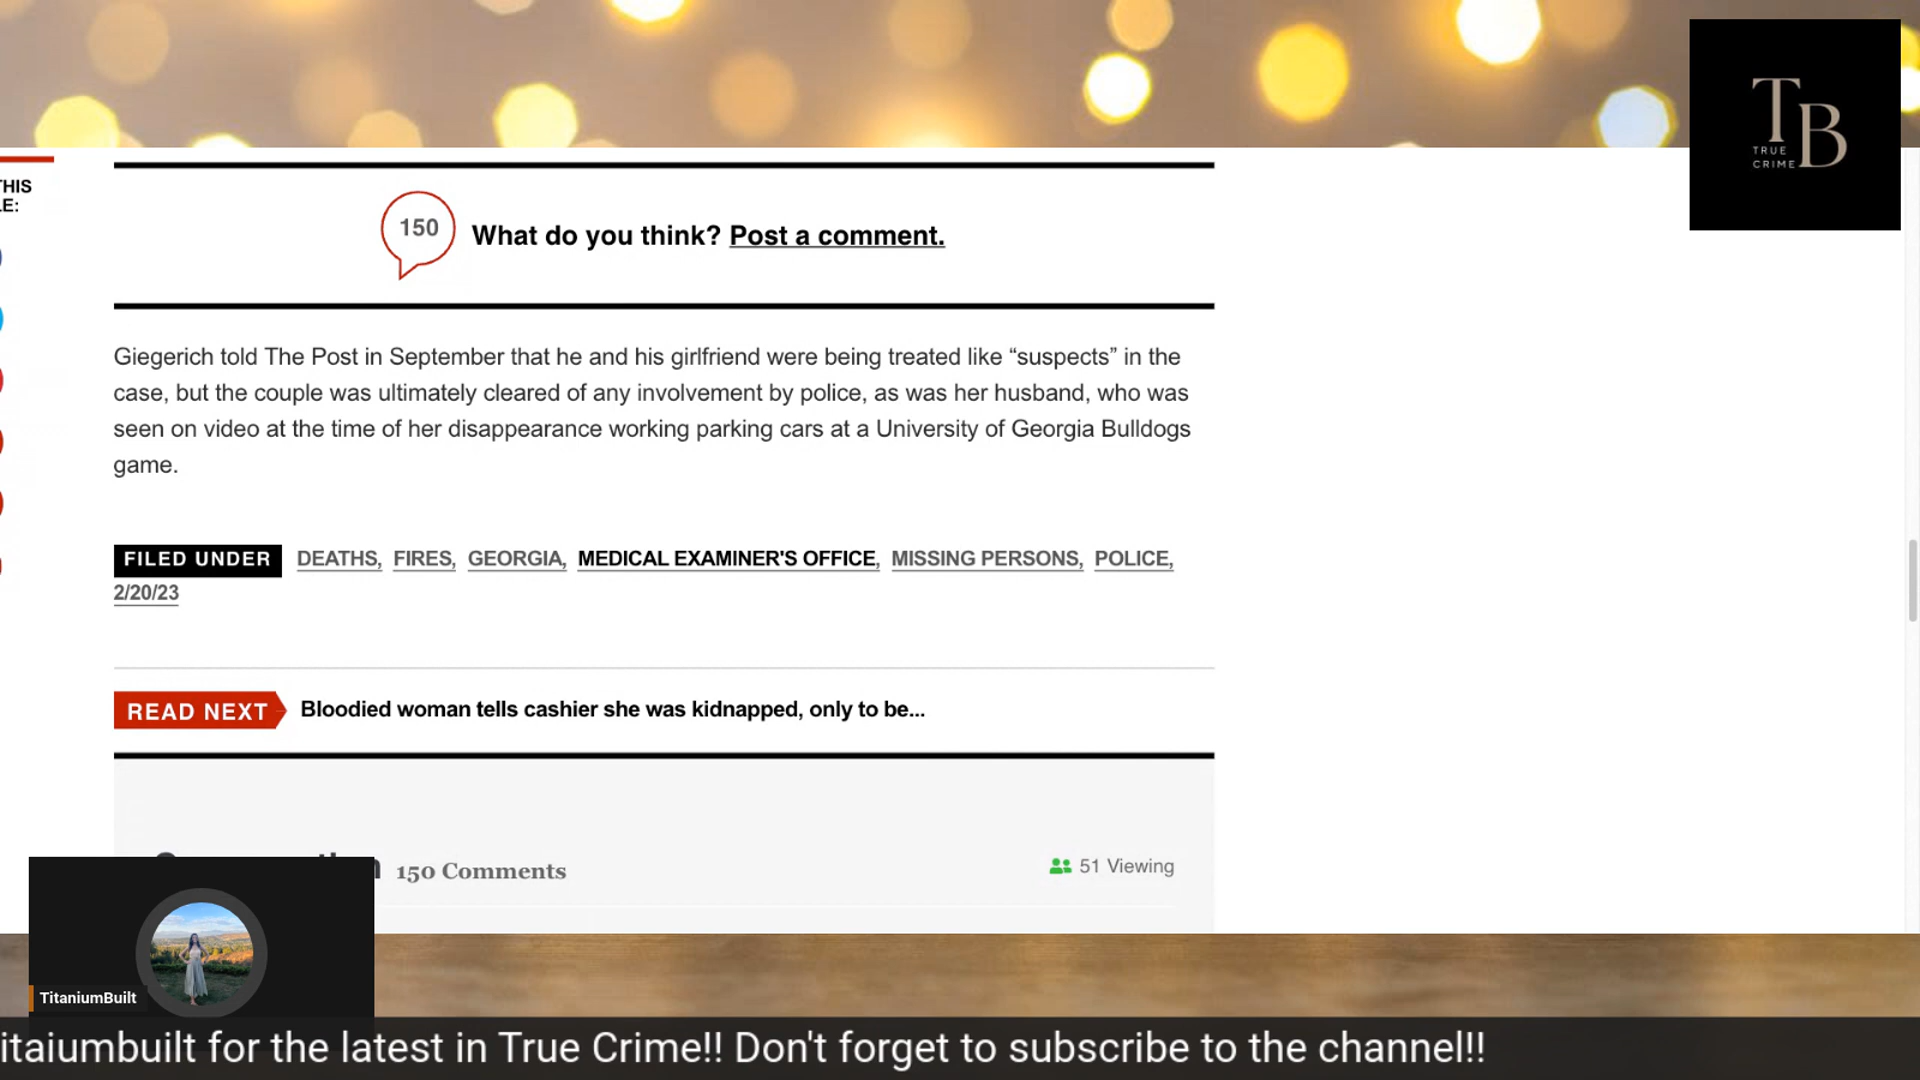 THIS
LE:
150
What do you think? Post a comment.
TB
TRUE
CRIME
Giegerich told The Post in September that he and his girlfriend were being treated like “suspects” in the
case, but the couple was ultimately cleared of any involvement by police, as was her husband, who was
seen on video at the time of her disappearance working parking cars at a University of Georgia Bulldogs
game.
FILED UNDER DEATHS, FIRES, GEORGIA, MEDICAL EXAMINER'S OFFICE, MISSING PERSONS, POLICE,
2/20/23
READ NEXT Bloodied woman tells cashier she was kidnapped, only to be...
150 Comments
51 Viewing
TitaniumBuilt
itaiumbuilt for the latest in True Crime!! Don't forget to subscribe to the channel!!